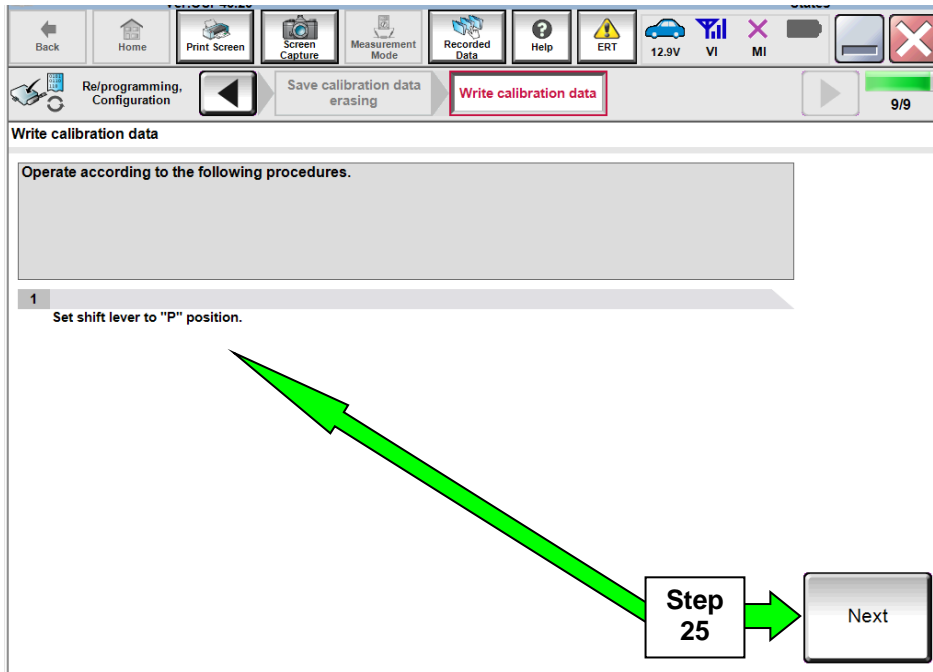 Back
Home
Print Screen
Screen
Capture
Measurement
Mode
Recorded
Data
Help
ERT
12.9V
VI
MI
Re/programming,
Configuration
Save calibration data
erasing
Write calibration data
9/9
Write calibration data
Operate according to the following procedures.
1
Set shift lever to "P" position.
Step
25
Next